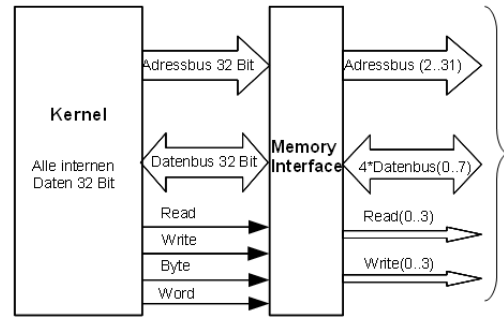 Kernel
Alle internen
Daten 32 Bit
Adressbus 32 Bit
Datenbus 32 Bit
Read
Write
Byte
Word
Memory
Interface
Adressbus (2..31)
4*Datenbus(0..7)
Read(0..3)
Write(0..3)